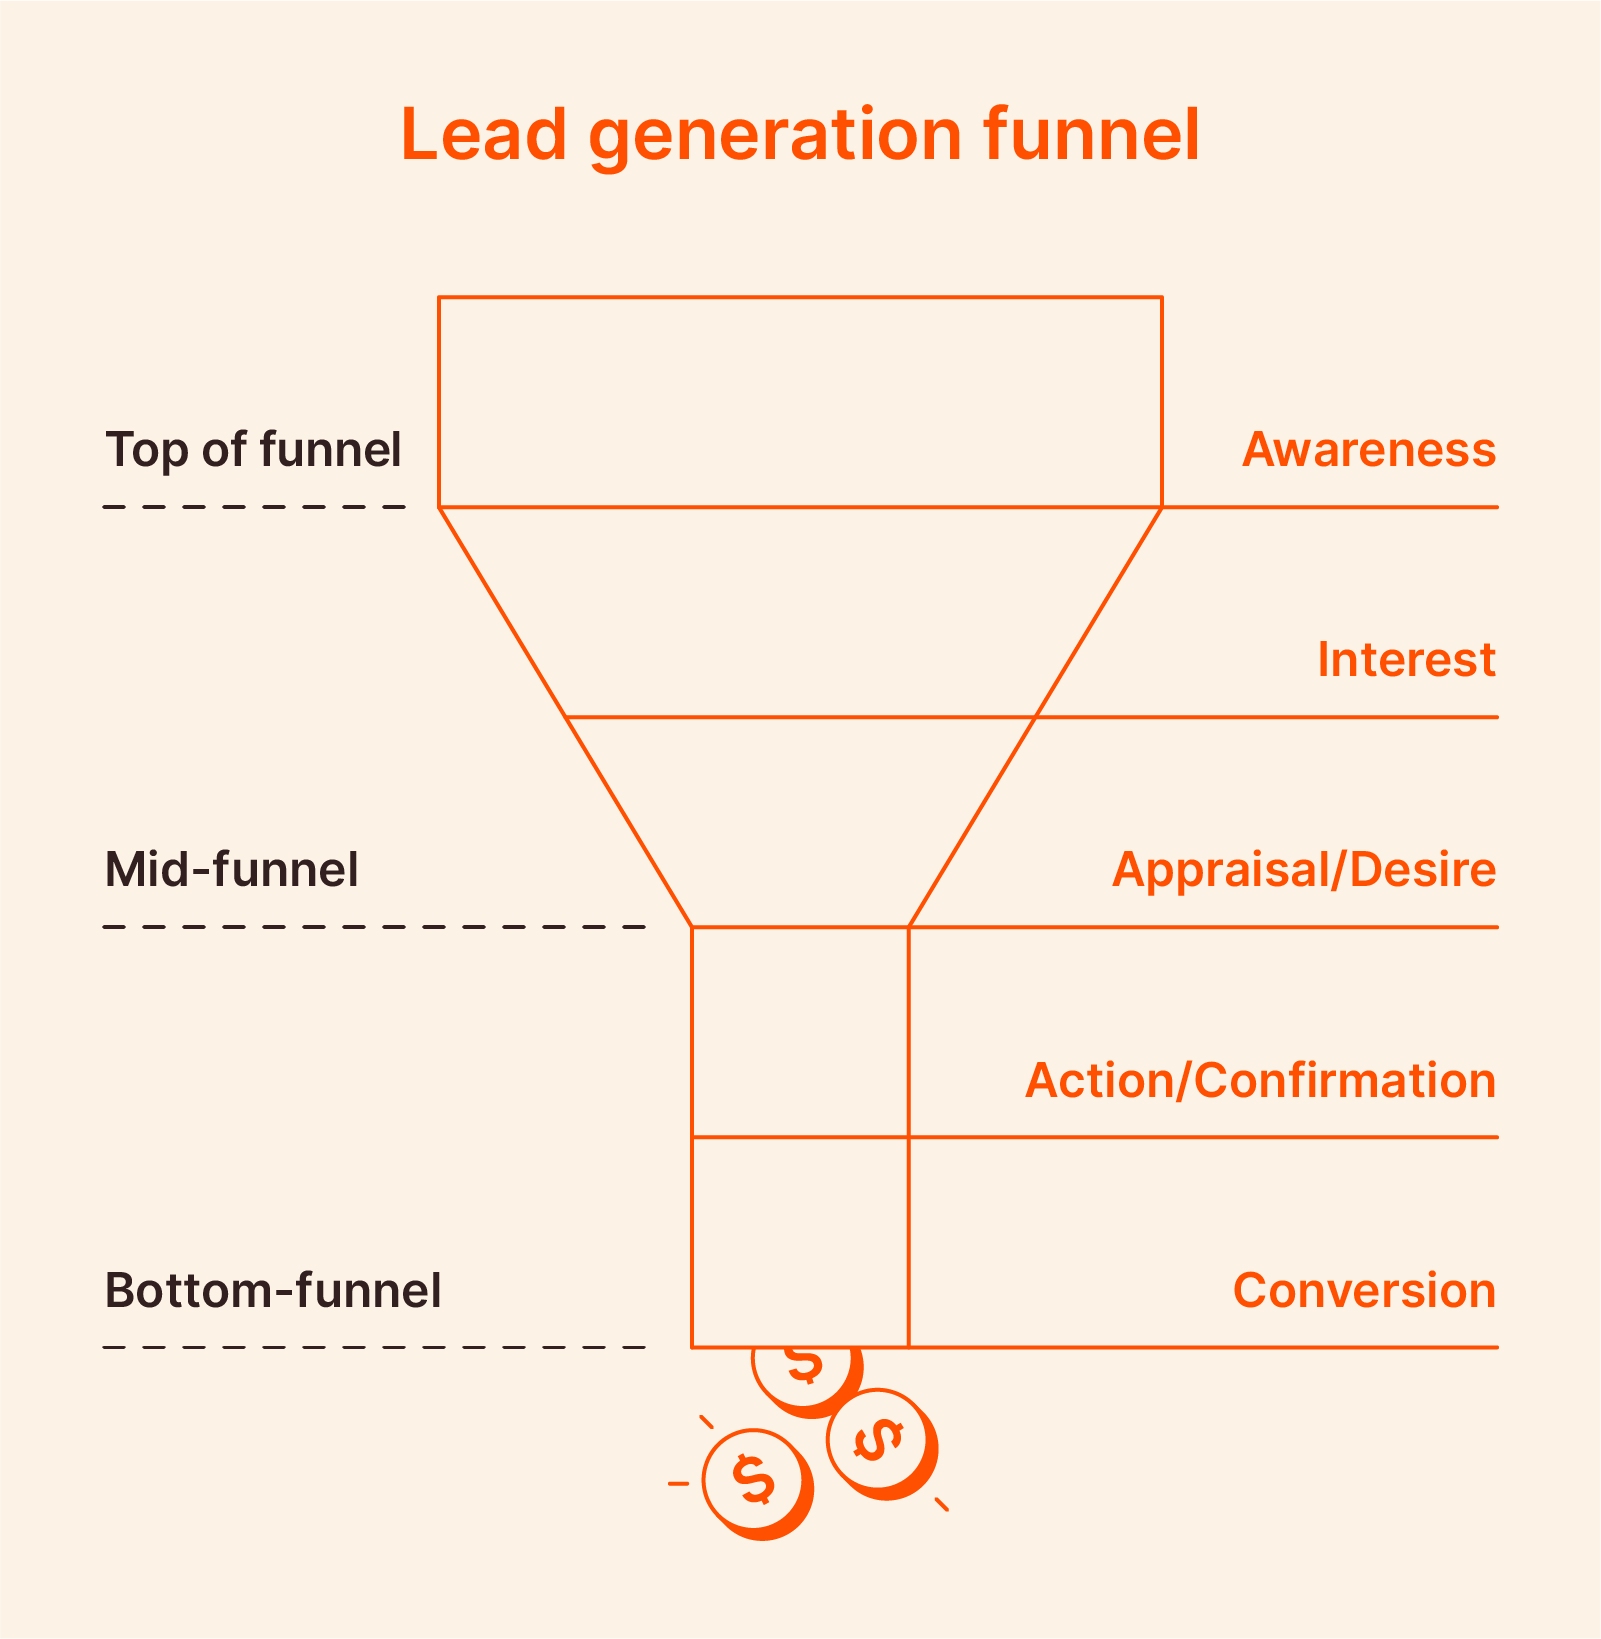 Lead generation funnel
Top of funnel
Awareness
Interest
Mid-funnel
Appraisal/Desire
Action/Confirmation
Bottom-funnel
Conversion
$
$
$